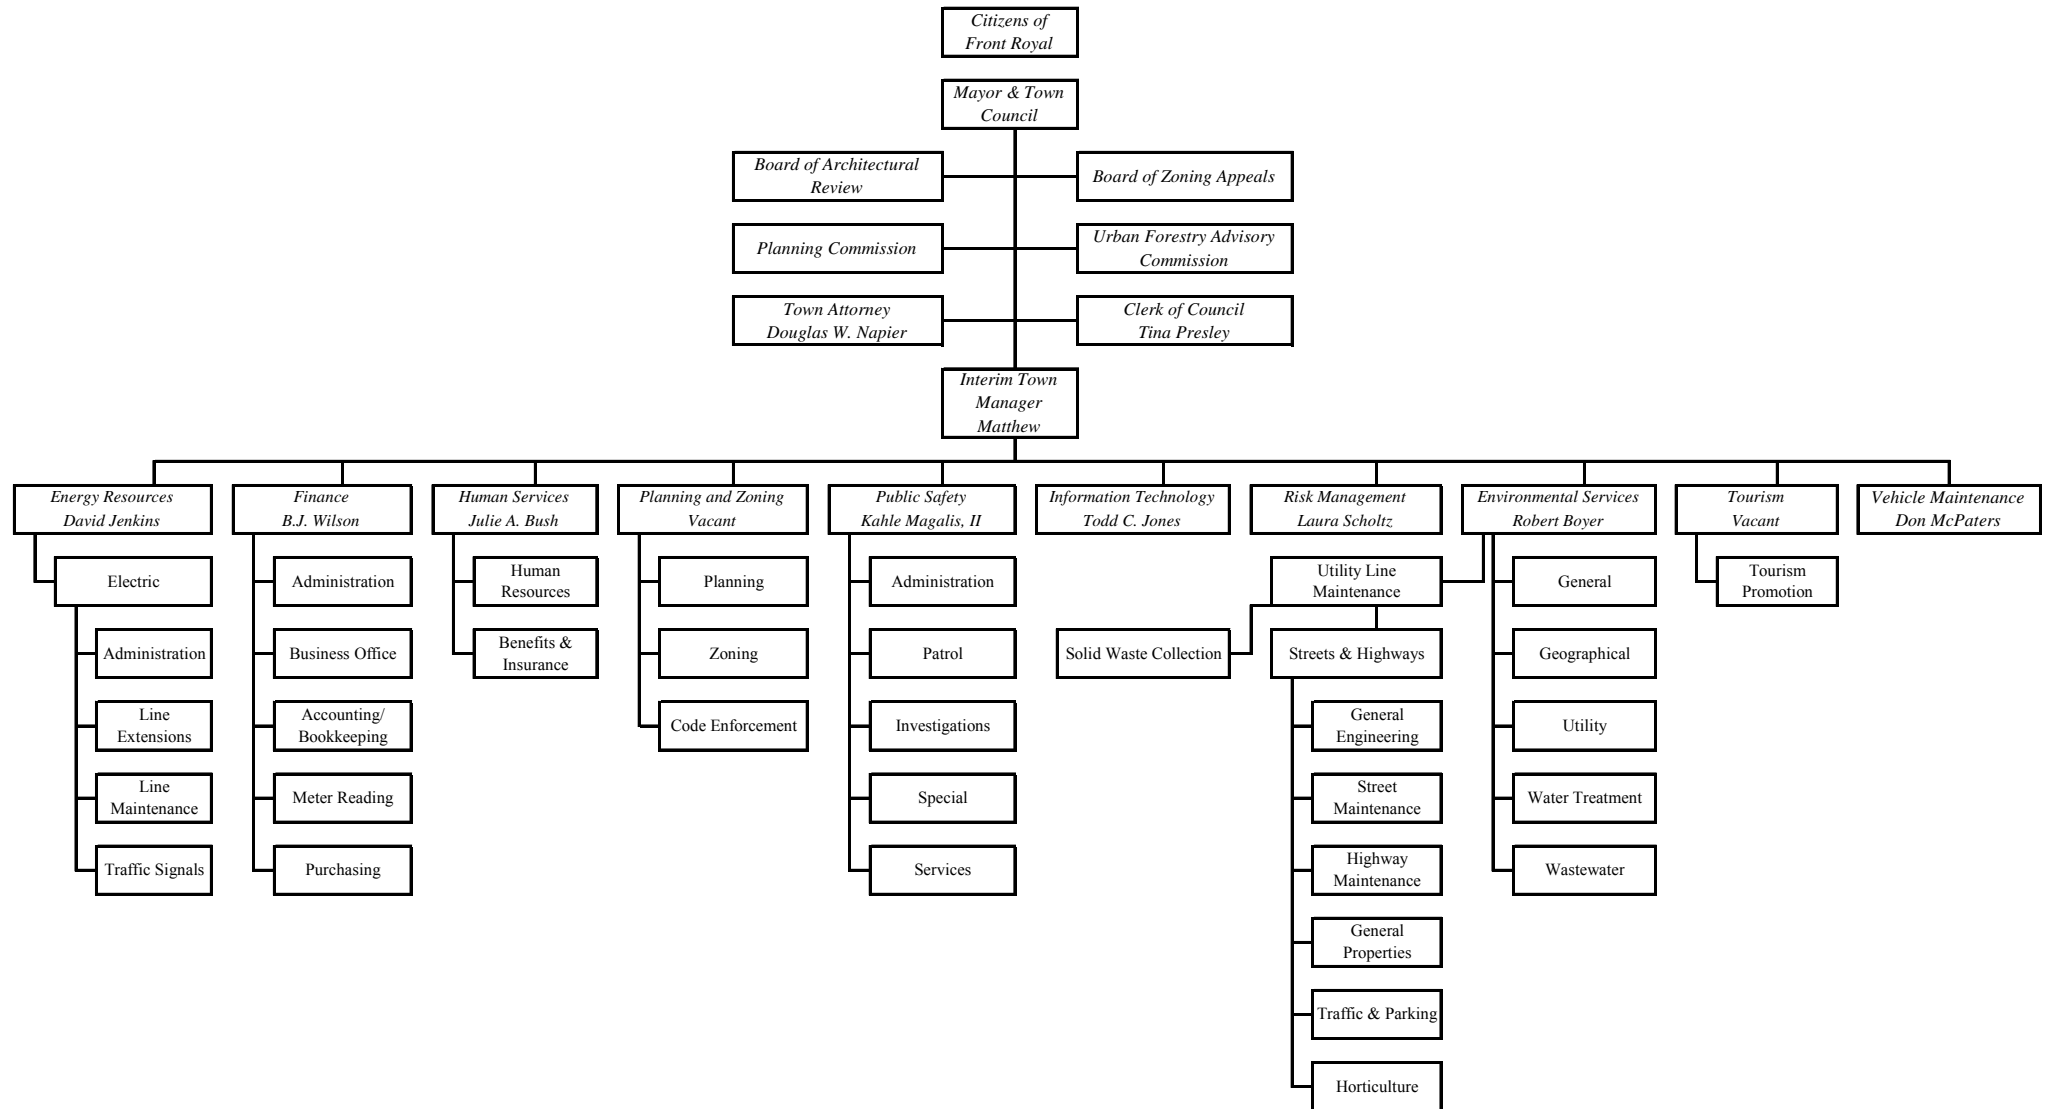 Citizens of
Front Royal
Mayor & Town
Council
Board of Architectural
Review
Board of Zoning Appeals
Planning Commission
Urban Forestry Advisory
Commission
Town Attorney
Douglas W. Napier
Clerk of Council
Tina Presley
Interim Town
Manager
Matthew
Energy Resources
David Jenkins
Finance
B.J. Wilson
Human Services
Julie A. Bush
Planning and Zoning
Vacant
Public Safety
Kahle Magalis, II
Information Technology
Todd C. Jones
Risk Management
Laura Scholtz
Environmental Services
Robert Boyer
Tourism
Vacant
Vehicle Maintenance
Don McPaters
Electric
Administration
Line
Extensions
Line
Maintenance
Traffic Signals
Administration
Business Office
Accounting/
Bookkeeping
Meter Reading
Purchasing
Human
Resources
Benefits &
Insurance
Planning
Zoning
Code Enforcement
Administration
Patrol
Investigations
Special
Services
Utility Line
Maintenance
Solid Waste Collection
Streets & Highways
General
Engineering
Street
Maintenance
Highway
Maintenance
General
Properties
Traffic & Parking
Horticulture
General
Geographical
Utility
Water Treatment
Wastewater
Tourism
Promotion